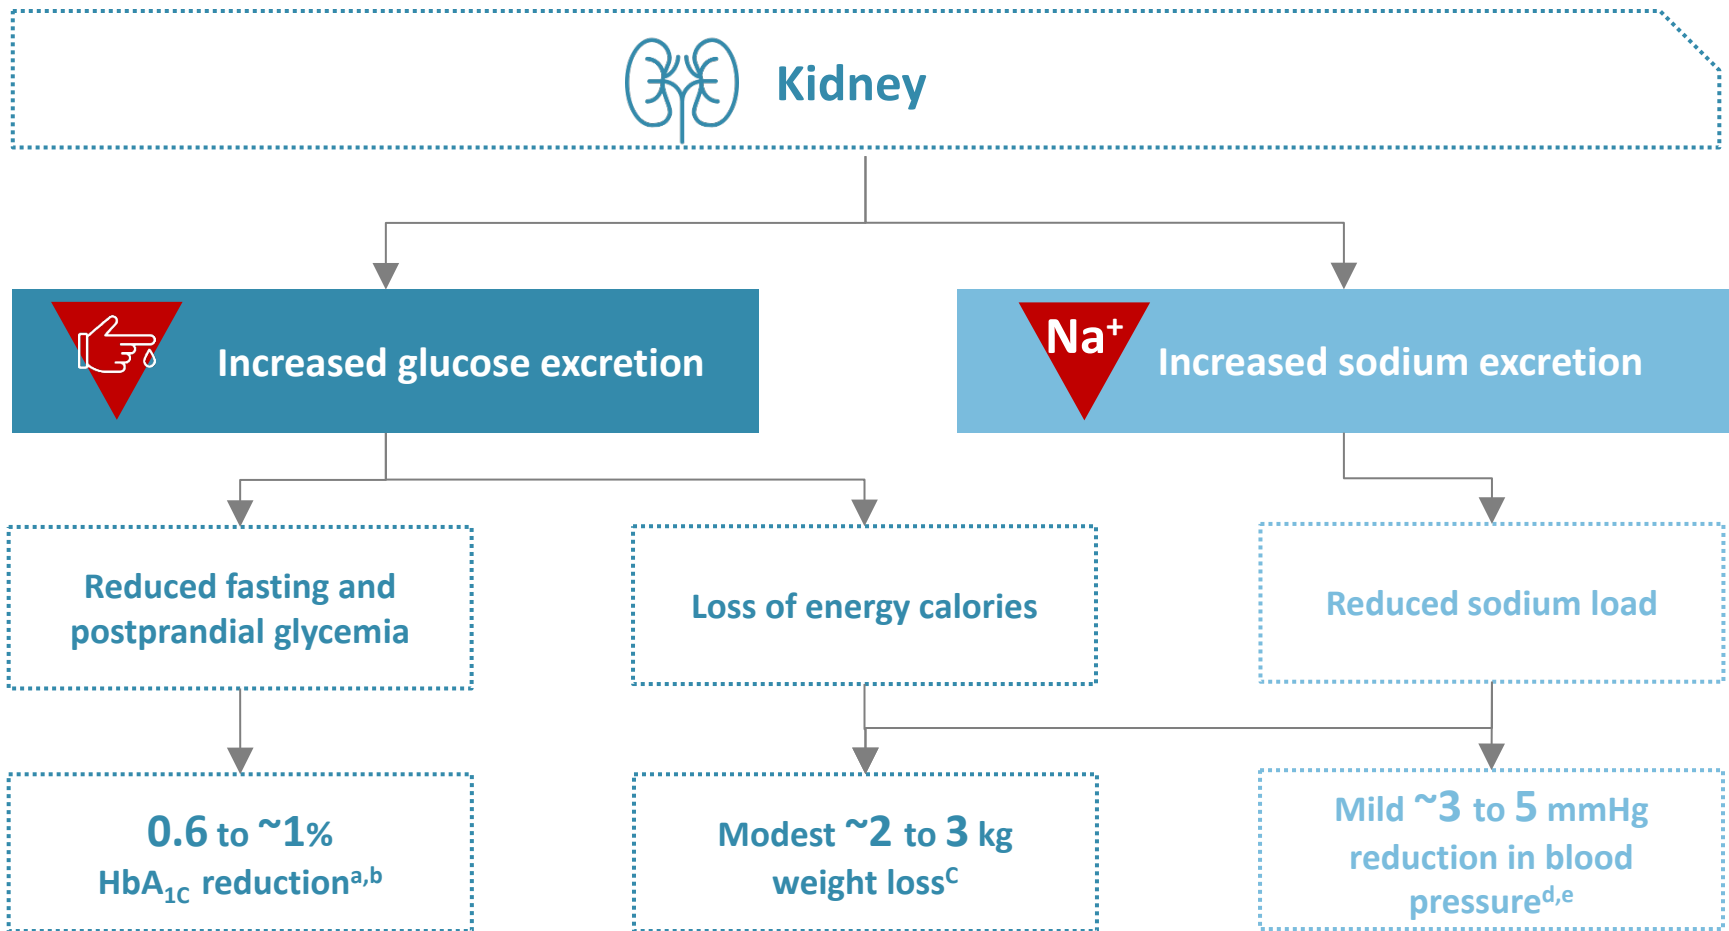 Kidney
Increased glucose excretion
Na⁺
Increased sodium excretion
Reduced fasting and
postprandial glycemia
Loss of energy calories
Reduced sodium load
0.6 to ~1%
HbA₁C reductionᵃ,ᵇ
Modest ~2 to 3 kg
weight lossC
Mild ~3 to 5 mmHg
reduction in blood
pressureᵈ,ᵉ